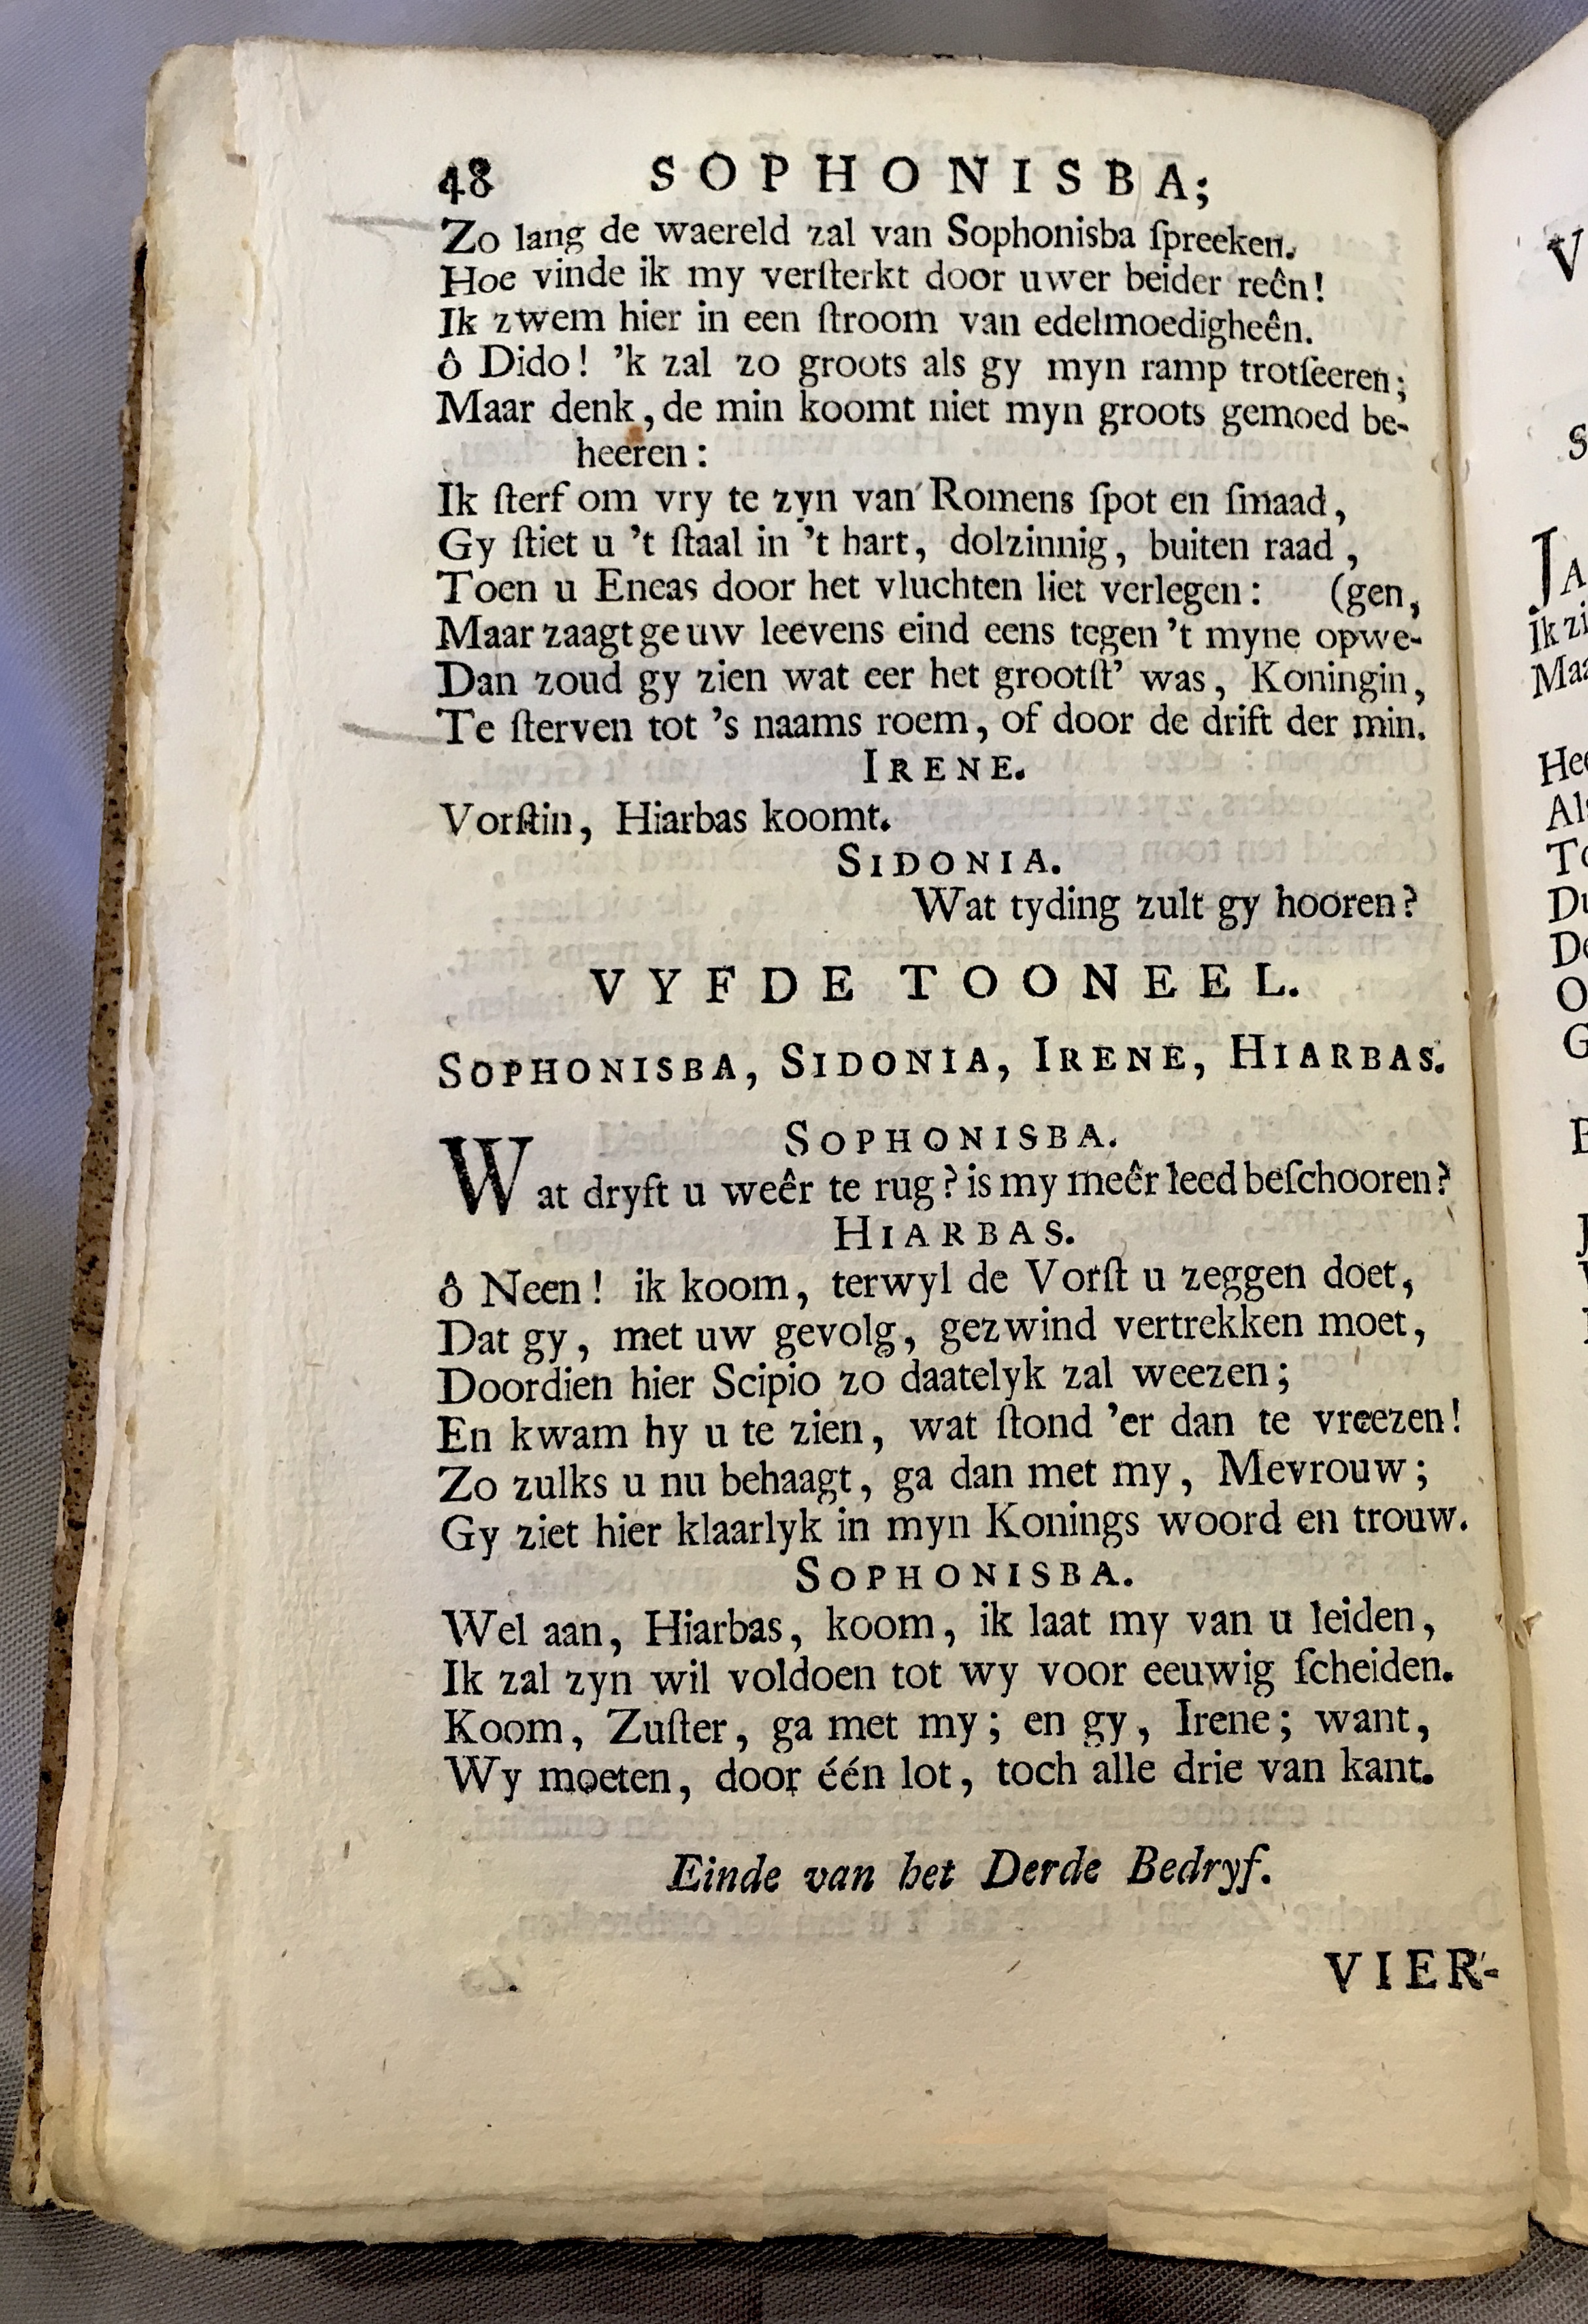 48 SOPHONISBA;
Zo lang de waereld zal van Sophonisba ſpreeken.
Hoe vinde ik my verſterkt door uwer beider reên!
Ik zwem hier in een ſtroom van edelmoedigheên.
ô Dido! 'k zal zo groots als gy myn ramp trotſeeren;
Maar denk, de min koomt niet myn groots gemoed be-
heeren:
Ik ſterf om vry te zyn van Romens ſpot en ſmaad,
Gy ſtiet u 't ſtaal in 't hart, dolzinnig, buiten raad,
Toen u Eneas door het vluchten liet verlegen: (gen,
Maar zaagt ge uw leevens eind eens tegen 't myne opwe-
Dan zoud gy zien wat eer het grootſt' was, Koningin,
Te ſterven tot 's naams roem, of door de drift der min.
IRENE.
Vorſtin, Hiarbas koomt.
SIDONIA.
Wat tyding zult gy hooren?
VYFDE TOONEEL.
SOPHONISBA, SIDONIA, IRENE, HIARBAS.
SOPHONISBA.
Wat dryft u weêr te rug? is my meêr leed beſchooren?
HIARBAS.
ô Neen! ik koom, terwyl de Vorſt u zeggen doet,
Dat gy, met uw gevolg, gezwind vertrekken moet,
Doordien hier Scipio zo daatelyk zal weezen;
En kwam hy u te zien, wat ſtond 'er dan te vreezen!
Zo zulks u nu behaagt, ga dan met my, Mevrouw;
Gy ziet hier klaarlyk in myn Konings woord en trouw.
SOPHONISBA.
Wel aan, Hiarbas, koom, ik laat my van u leiden,
Ik zal zyn wil voldoen tot wy voor eeuwig ſcheiden.
Koom, Zuſter, ga met my; en gy, Irene; want,
Wy moeten, door één lot, toch alle drie van kant.
Einde van het Derde Bedryf.
VIER-